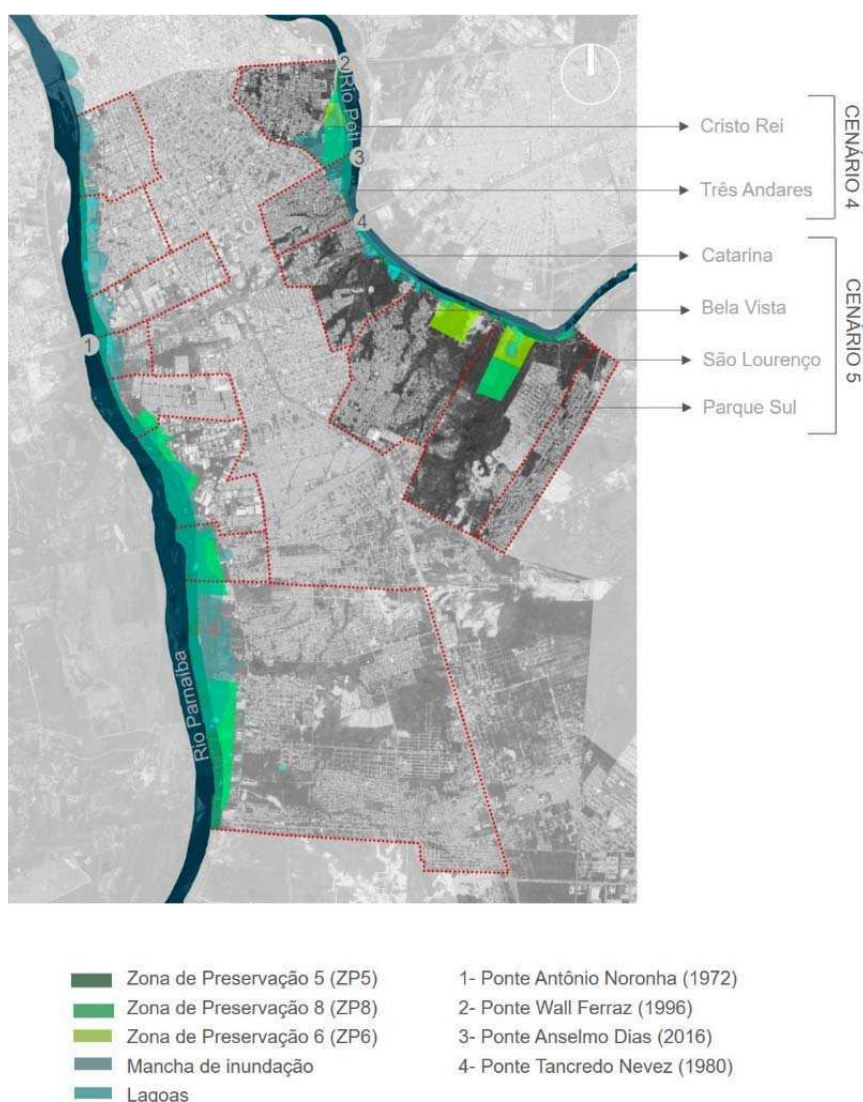 2
Rio Poti
3
4
1
Rio Parnaíba
Cristo Rei
Três Andares
CENÁRIO 4
Catarina
Bela Vista
São Lourenço
Parque Sul
CENÁRIO 5
Zona de Preservação 5 (ZP5)
Zona de Preservação 8 (ZP8)
Zona de Preservação 6 (ZP6)
Mancha de inundação
Lagoas
1- Ponte Antônio Noronha (1972)
2- Ponte Wall Ferraz (1996)
3- Ponte Anselmo Dias (2016)
4- Ponte Tancredo Nevez (1980)